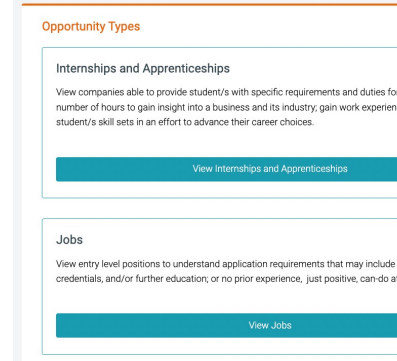 Opportunity Types
Internships and Apprenticeships
View companies able to provide student/s with specific requirements and duties
number of hours to gain insight into a business and its industry; gain work
student/s skill sets in an effort to advance their career choices.
View Internships and Apprenticeships
Jobs
View entry level positions to understand application requirements that may include
credentials, and/or further education; or no prior experience, just positive, can-do
View Jobs